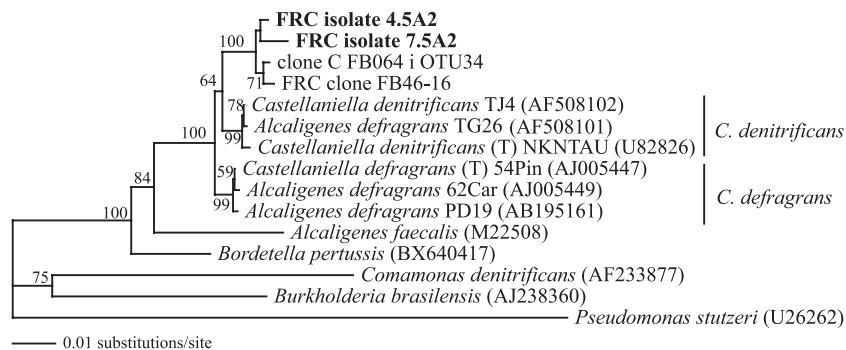 FRC isolate 4.5A2
100
FRC isolate 7.5A2
clone C FB064 i OTU34
64
71
FRC clone FB46-16
78
Castellaniella denitrificans TJ4 (AF508102)
Alcaligenes defragrans TG26 (AF508101)
C. denitrificans
100
99
Castellaniella denitrificans (T) NKNTAU (U82826)
59
Castellaniella defragrans (T) 54Pin (AJ005447)
84
Alcaligenes defragrans 62Car (AJ005449)
C. defragrans
99
Alcaligenes defragrans PD19 (AB195161)
100
Alcaligenes faecalis (M22508)
Bordetella pertussis (BX640417)
75
Comamonas denitrificans (AF233877)
Burkholderia brasilensis (AJ238360)
Pseudomonas stutzeri (U26262)
0.01 substitutions/site